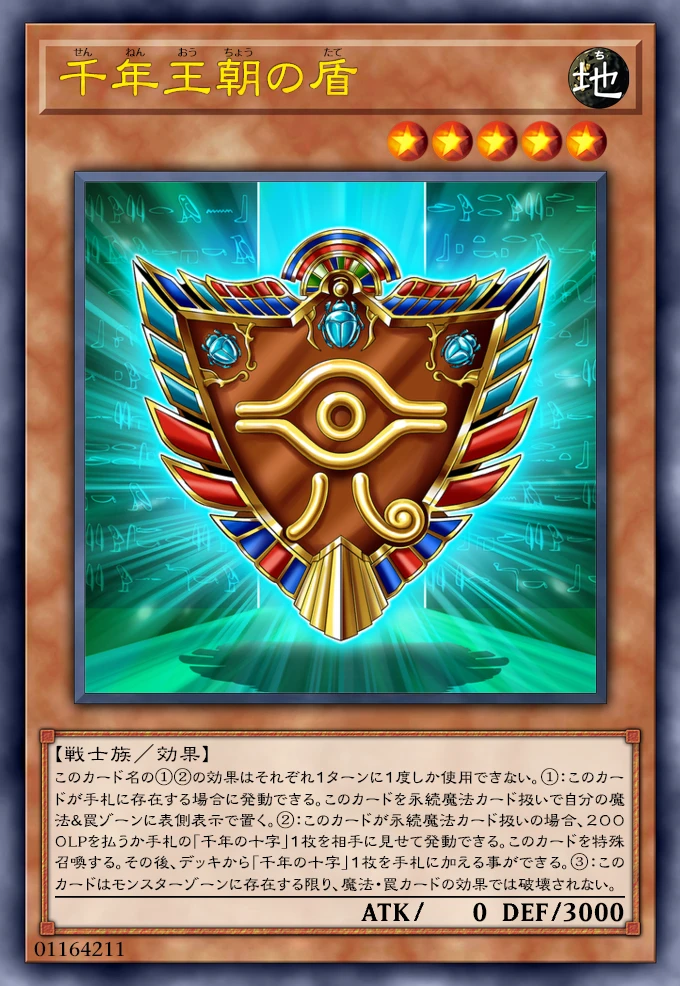 せん ねん おう ちょう たて
千年王朝の盾
ち
地
【戦士族／効果】
このカード名の①②の効果はそれぞれ1ターンに1度しか使用できない。①：このカー
ドが手札に存在する場合に発動できる。このカードを永続魔法カード扱いで自分の魔
法&罠ゾーンに表側表示で置く。②：このカードが永続魔法カード扱いの場合、200
0LPを払うか手札の「千年の十字」1枚を相手に見せて発動できる。このカードを特殊
召喚する。その後、デッキから「千年の十字」1枚を手札に加える事ができる。③：この
カードはモンスターゾーンに存在する限り、魔法・罠カードの効果では破壊されない。
ATK/ 0 DEF/3000
01164211